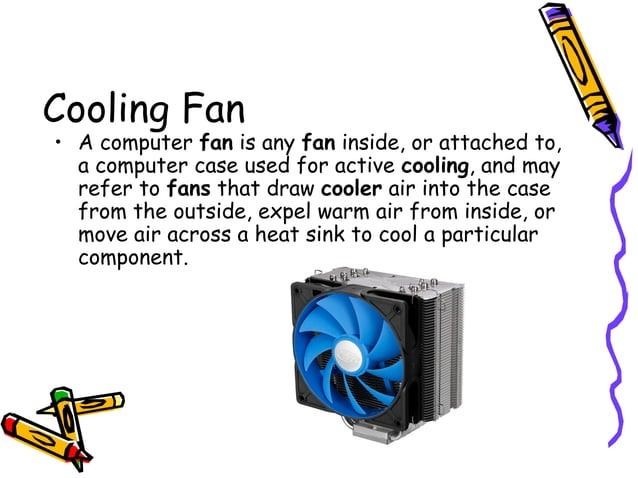 Cooling Fan
• A computer fan is any fan inside, or attached to,
a computer case used for active cooling, and may
refer to fans that draw cooler air into the case
from the outside, expel warm air from inside, or
move air across a heat sink to cool a particular
component.